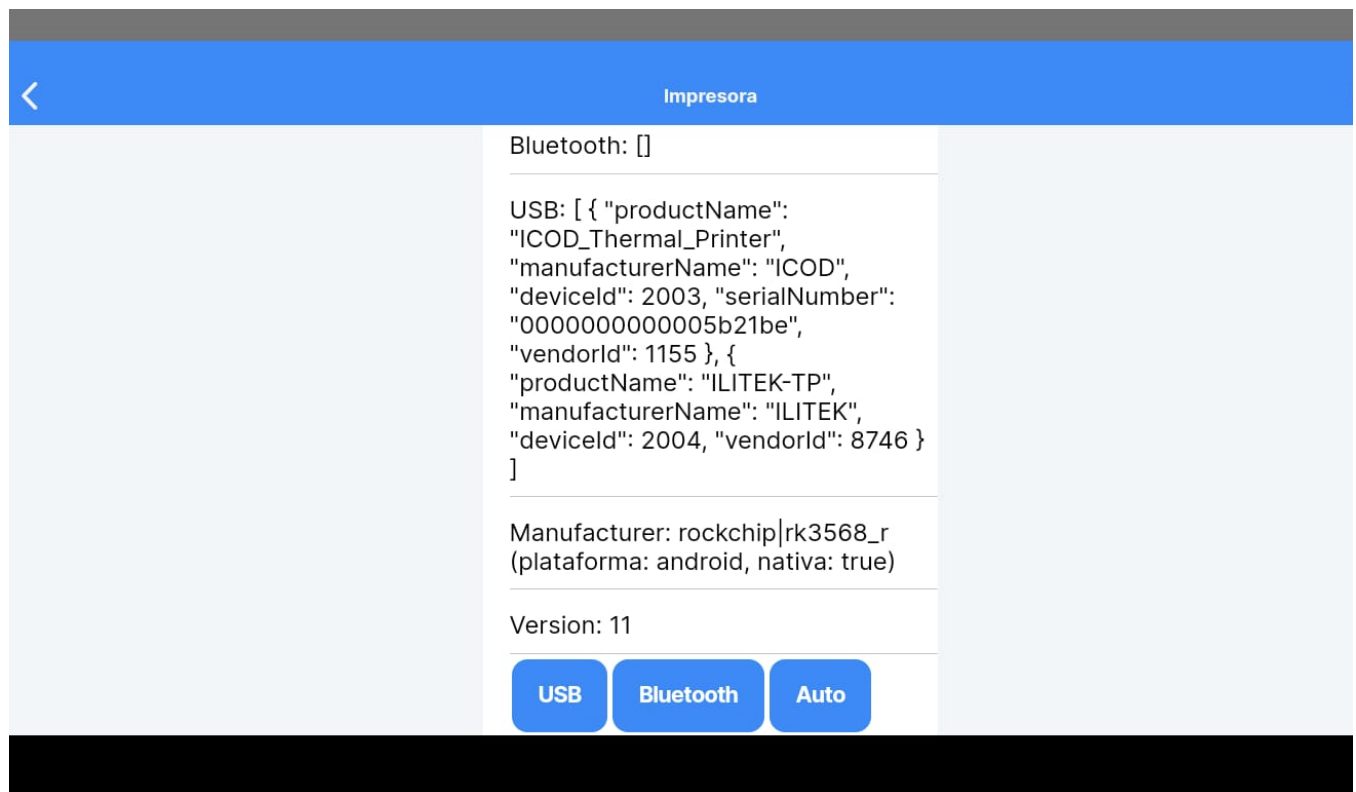 Impresora
Bluetooth: []
USB: [ { "productName":
"ICOD_Thermal_Printer",
"manufacturerName": "ICOD",
"deviceId": 2003, "serialNumber":
"0000000000005b21be",
"vendorId": 1155 }, {
"productName": "ILITEK-TP",
"manufacturerName": "ILITEK",
"deviceId": 2004, "vendorId": 8746 }
]
Manufacturer: rockchip|rk3568_r
(plataforma: android, nativa: true)
Version: 11
USB Bluetooth Auto